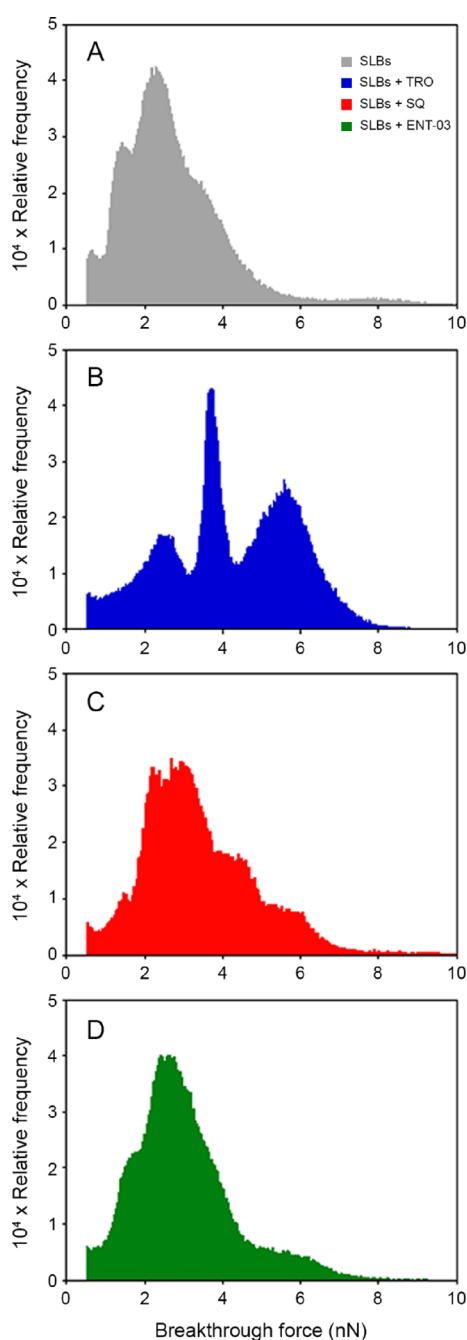 A
SLBs
SLBs + TRO
SLBs + SQ
SLBs + ENT-03
10⁴ x Relative frequency
5
4
3
2
1
0
0 2 4 6 8 10
B
10⁴ x Relative frequency
5
4
3
2
1
0
0 2 4 6 8 10
C
10⁴ x Relative frequency
5
4
3
2
1
0
0 2 4 6 8 10
D
10⁴ x Relative frequency
5
4
3
2
1
0
0 2 4 6 8 10
Breakthrough force (nN)